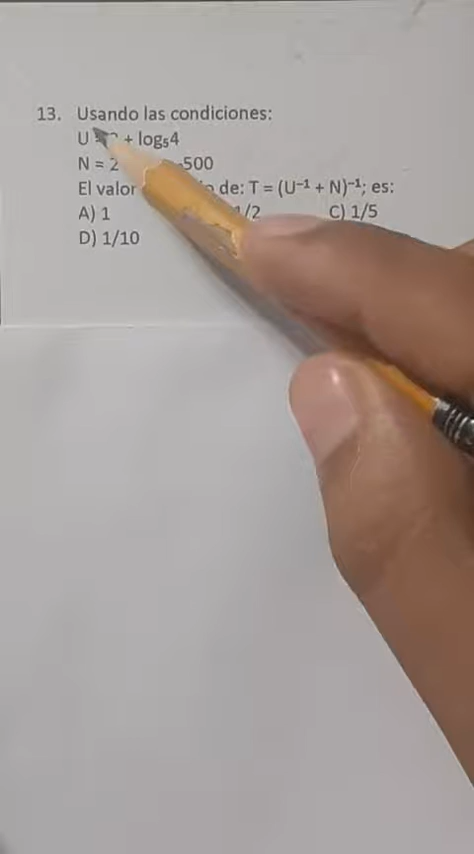 13. Usando las condiciones:
U + log₅4
N = 2 500
El valor de: T = (U⁻¹ + N)⁻¹; es:
A) 1 1/2 C) 1/5
D) 1/10